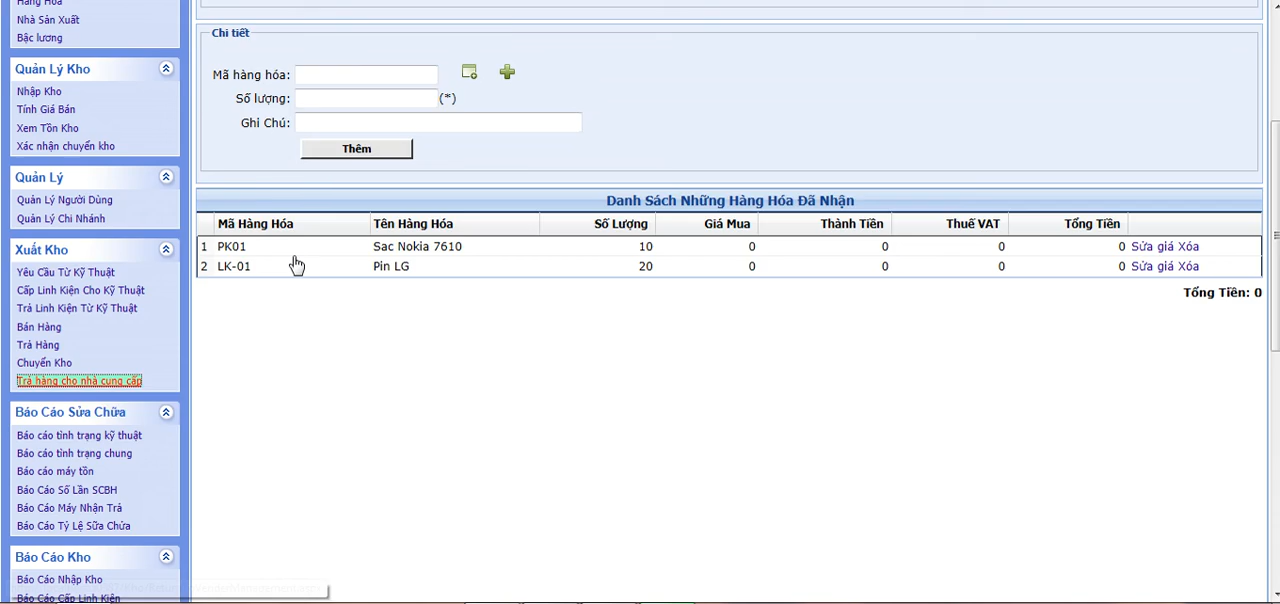 Hàng Hóa
Nhà Sản Xuất
Bậc lương
Quản Lý Kho
Nhập Kho
Tính Giá Bán
Xem Tồn Kho
Xác nhận chuyển kho
Quản Lý
Quản Lý Người Dùng
Quản Lý Chi Nhánh
Xuất Kho
Yêu Cầu Từ Kỹ Thuật
Cấp Linh Kiện Cho Kỹ Thuật
Trả Linh Kiện Từ Kỹ Thuật
Bán Hàng
Trả Hàng
Chuyển Kho
Trả hàng cho nhà cung cấp
Báo Cáo Sửa Chữa
Báo cáo tình trạng kỹ thuật
Báo cáo tình trạng chung
Báo cáo máy tồn
Báo Cáo Số Lần SCBH
Báo Cáo Máy Nhận Trả
Báo Cáo Tỷ Lệ Sữa Chửa
Báo Cáo Kho
Báo Cáo Nhập Kho
Báo Cáo Cấp Linh Kiện
Chi tiết
Mã hàng hóa:
Số lượng: (*)
Ghi Chú:
Thêm
Danh Sách Những Hàng Hóa Đã Nhận
Mã Hàng Hóa Tên Hàng Hóa Số Lượng Giá Mua Thành Tiền Thuế VAT Tổng Tiền
1 PK01 Sac Nokia 7610 10 0 0 0 0 Sửa giá Xóa
2 LK-01 Pin LG 20 0 0 0 0 Sửa giá Xóa
Tổng Tiền: 0